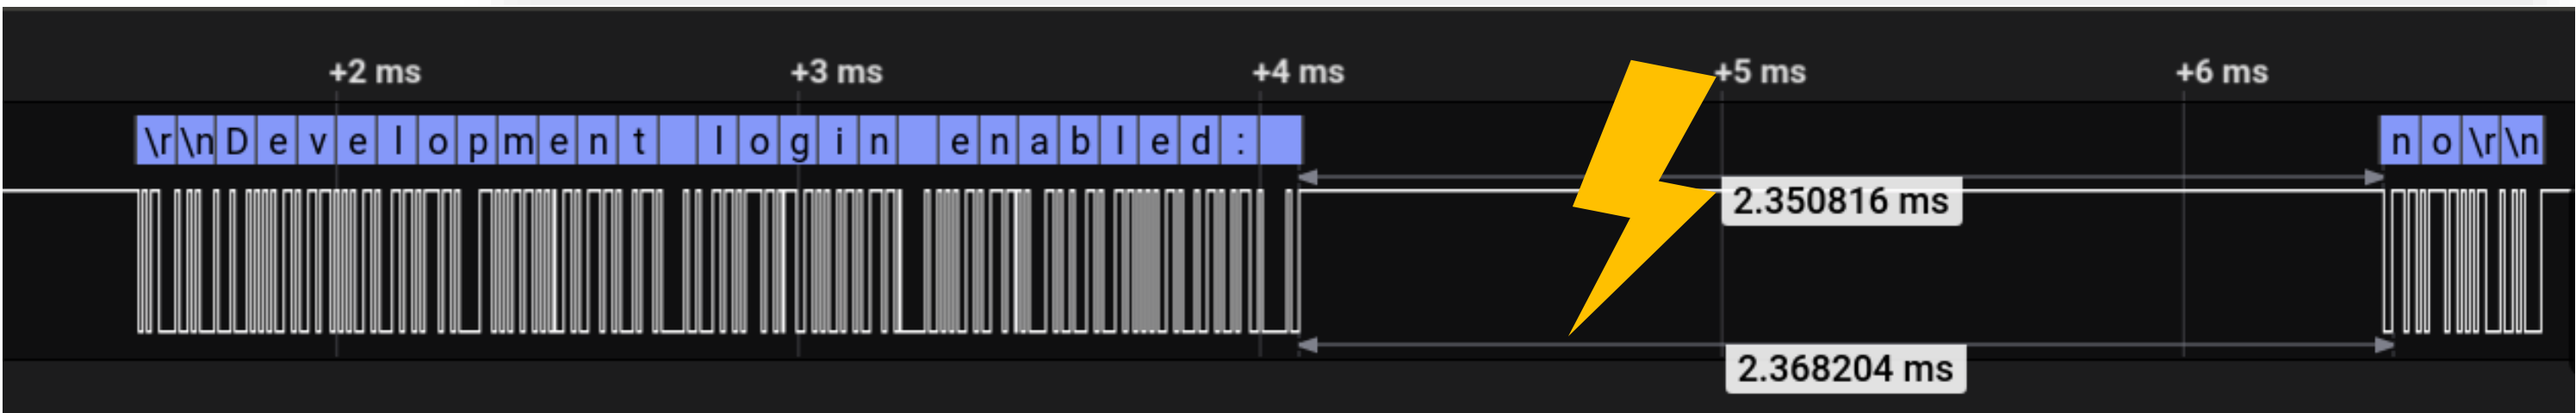 +2 ms +3 ms +4 ms +5 ms +6 ms
\r\nDevelopment login enabled: no\r\n
2.350816 ms
2.368204 ms